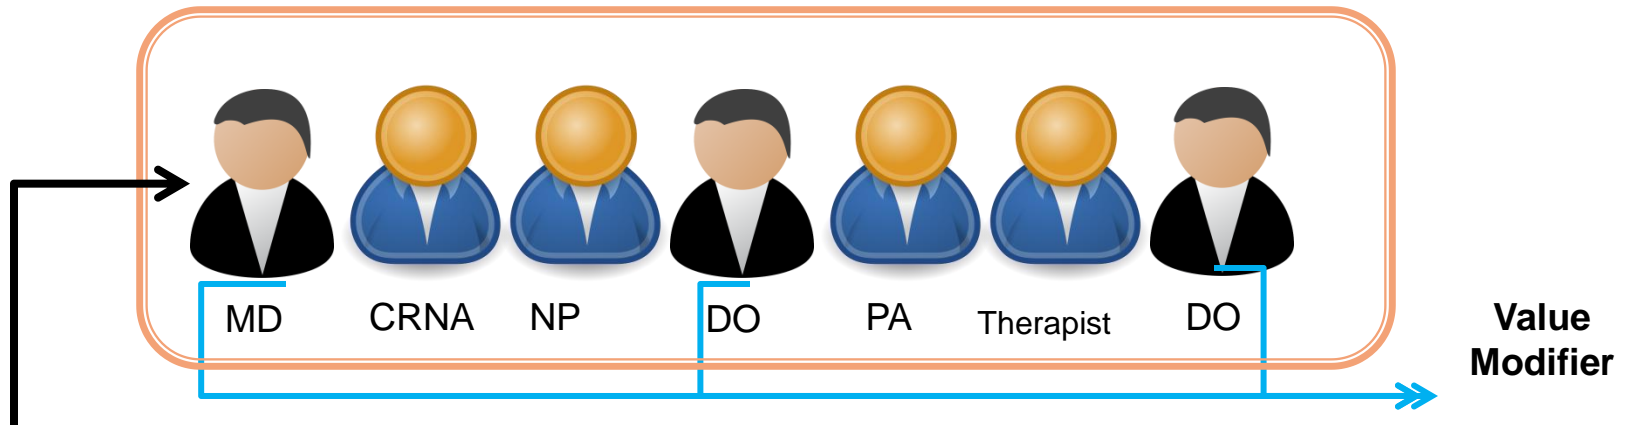 MD CRNA NP DO PA Therapist DO
Value
Modifier